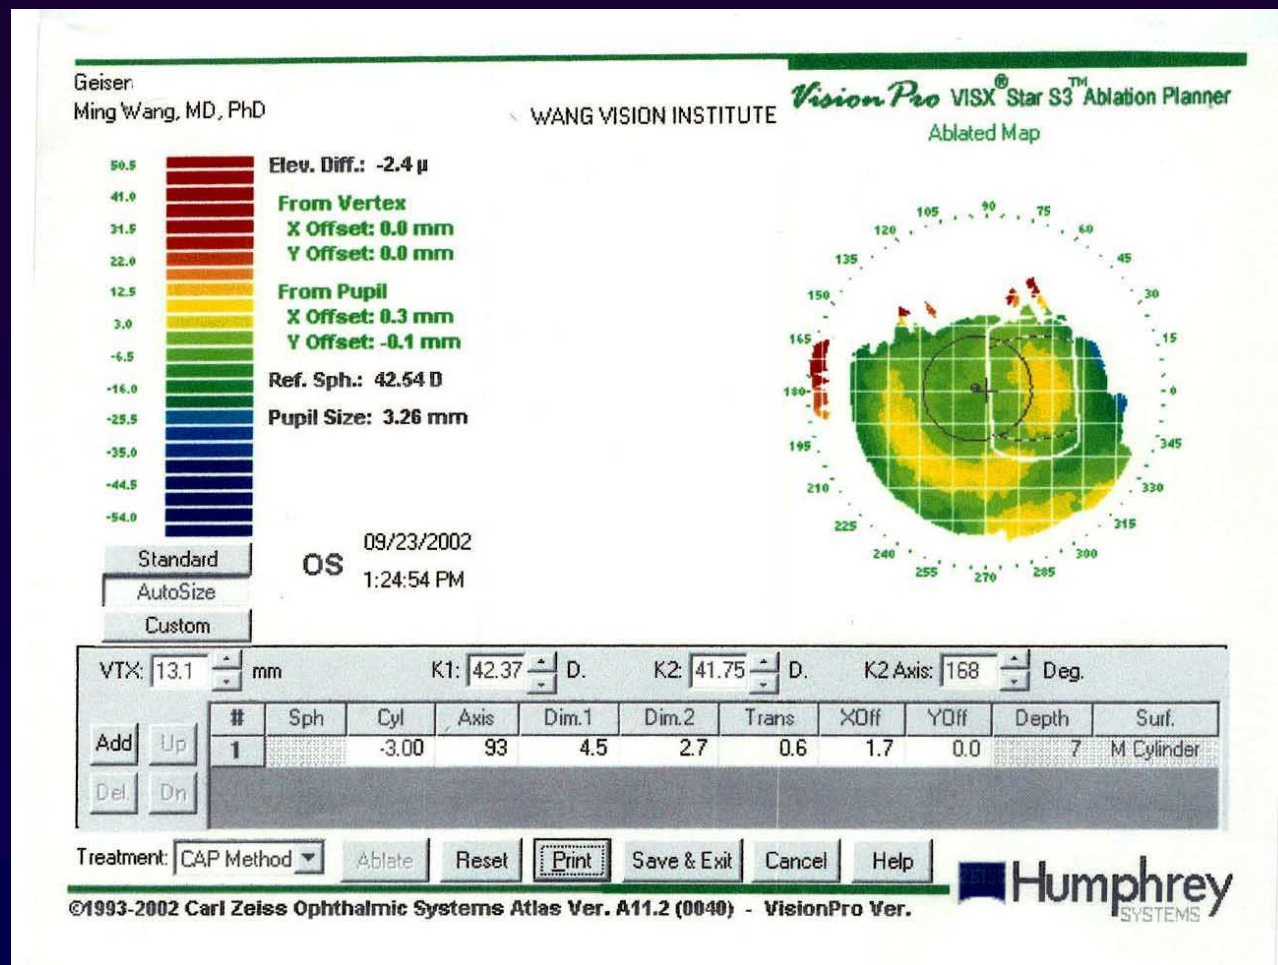 Geiser
Ming Wang, MD, PhD
WANG VISION INSTITUTE
Vision Pro VISX® Star S3™ Ablation Planner
Ablated Map
50.5
41.0
31.5
22.0
12.5
3.0
-6.5
-16.0
-25.5
-35.0
-44.5
-54.0
Elev. Diff.: -2.4 µ
From Vertex
X Offset: 0.0 mm
Y Offset: 0.0 mm
From Pupil
X Offset: 0.3 mm
Y Offset: -0.1 mm
Ref. Sph.: 42.54 D
Pupil Size: 3.26 mm
105 90 75
120 60
135 45
150 30
165 15
180 0
195 345
210 330
225 315
240 300
255 270 285
Standard
AutoSize
Custom
OS
09/23/2002
1:24:54 PM
VTX: 13.1 mm K1: 42.37 D. K2: 41.75 D. K2 Axis: 168 Deg.
Add Up
Del. Dn
# Sph Cyl Axis Dim.1 Dim.2 Trans XOff YOff Depth Surf.
1 -3.00 93 4.5 2.7 0.6 1.7 0.0 7 M Cylinder
Treatment: CAP Method Ablate Reset Print Save & Exit Cancel Help
Humphrey
SYSTEMS
©1993-2002 Carl Zeiss Ophthalmic Systems Atlas Ver. A11.2 (0040) - VisionPro Ver.